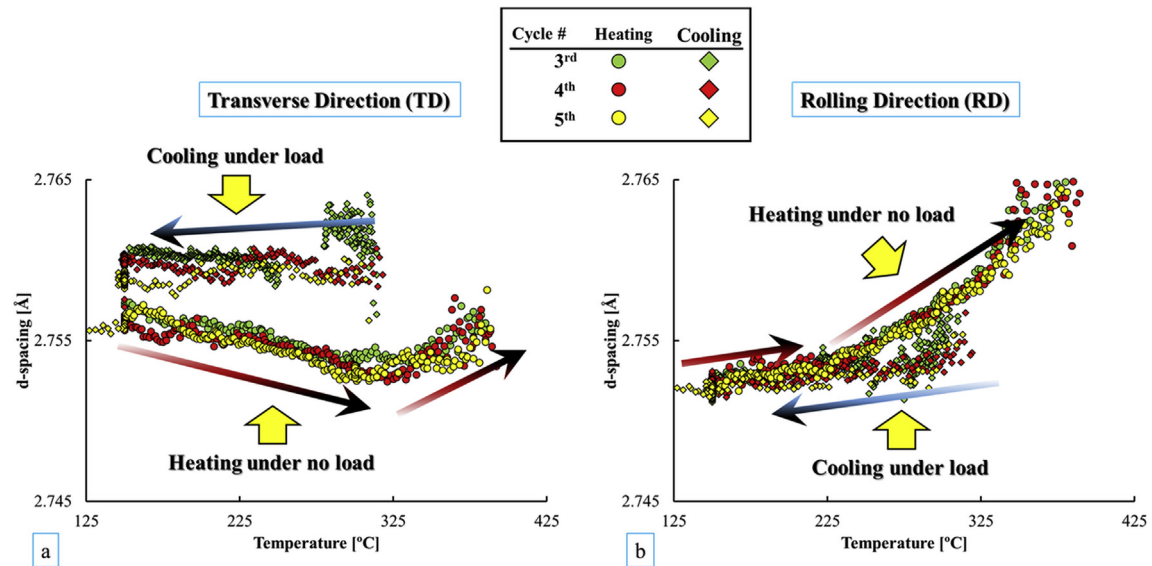 Cycle # Heating Cooling
3rd
4th
5th
Transverse Direction (TD)
Rolling Direction (RD)
Cooling under load
2.765
2.755
2.745
d-spacing [Å]
Heating under no load
125 225 325 425
Temperature [ºC]
a
Heating under no load
2.765
2.755
2.745
d-spacing [Å]
Cooling under load
125 225 325 425
Temperature [ºC]
b